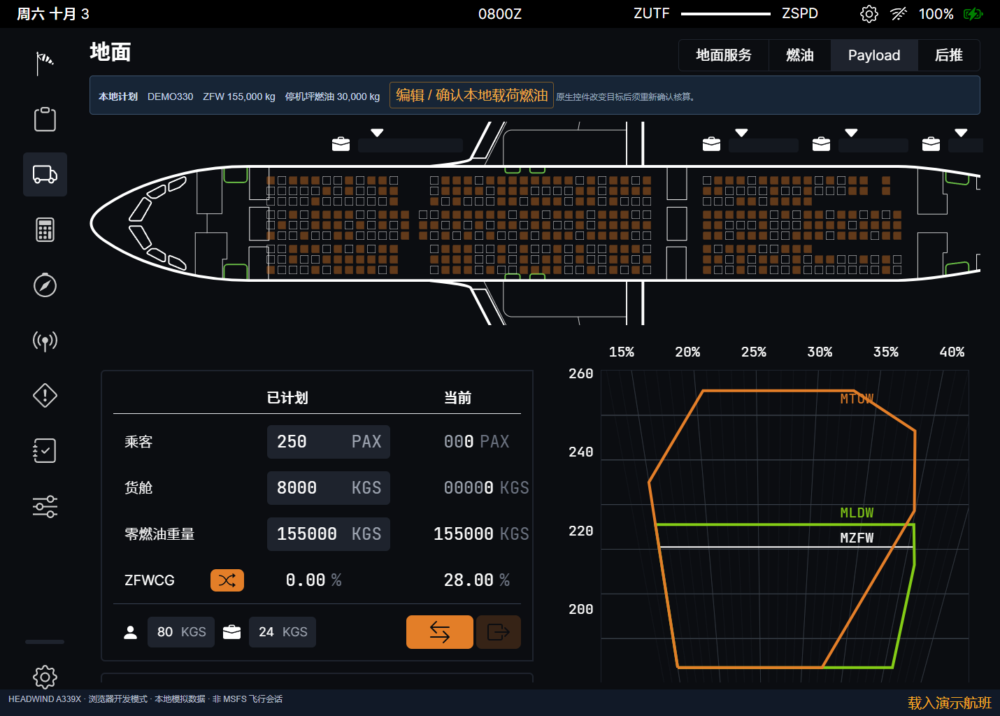 周六 十月 3
0800Z
ZUTF ZSPD
100%
地面
地面服务 燃油 Payload 后推
本地计划 DEMO330 ZFW 155,000 kg 停机坪燃油 30,000 kg 编辑 / 确认本地载荷燃油 原生控件改变目标后须重新确认核算。
15% 20% 25% 30% 35% 40%
260
240
220
200
MTOW
MLDW
MZFW
已计划 当前
乘客 250 PAX 000 PAX
货舱 8000 KGS 00000 KGS
零燃油重量 155000 KGS 155000 KGS
ZFWCG 0.00 % 28.00 %
80 KGS 24 KGS
HEADWIND A339X · 浏览器开发模式 · 本地模拟数据 · 非 MSFS 飞行会话
载入演示航班